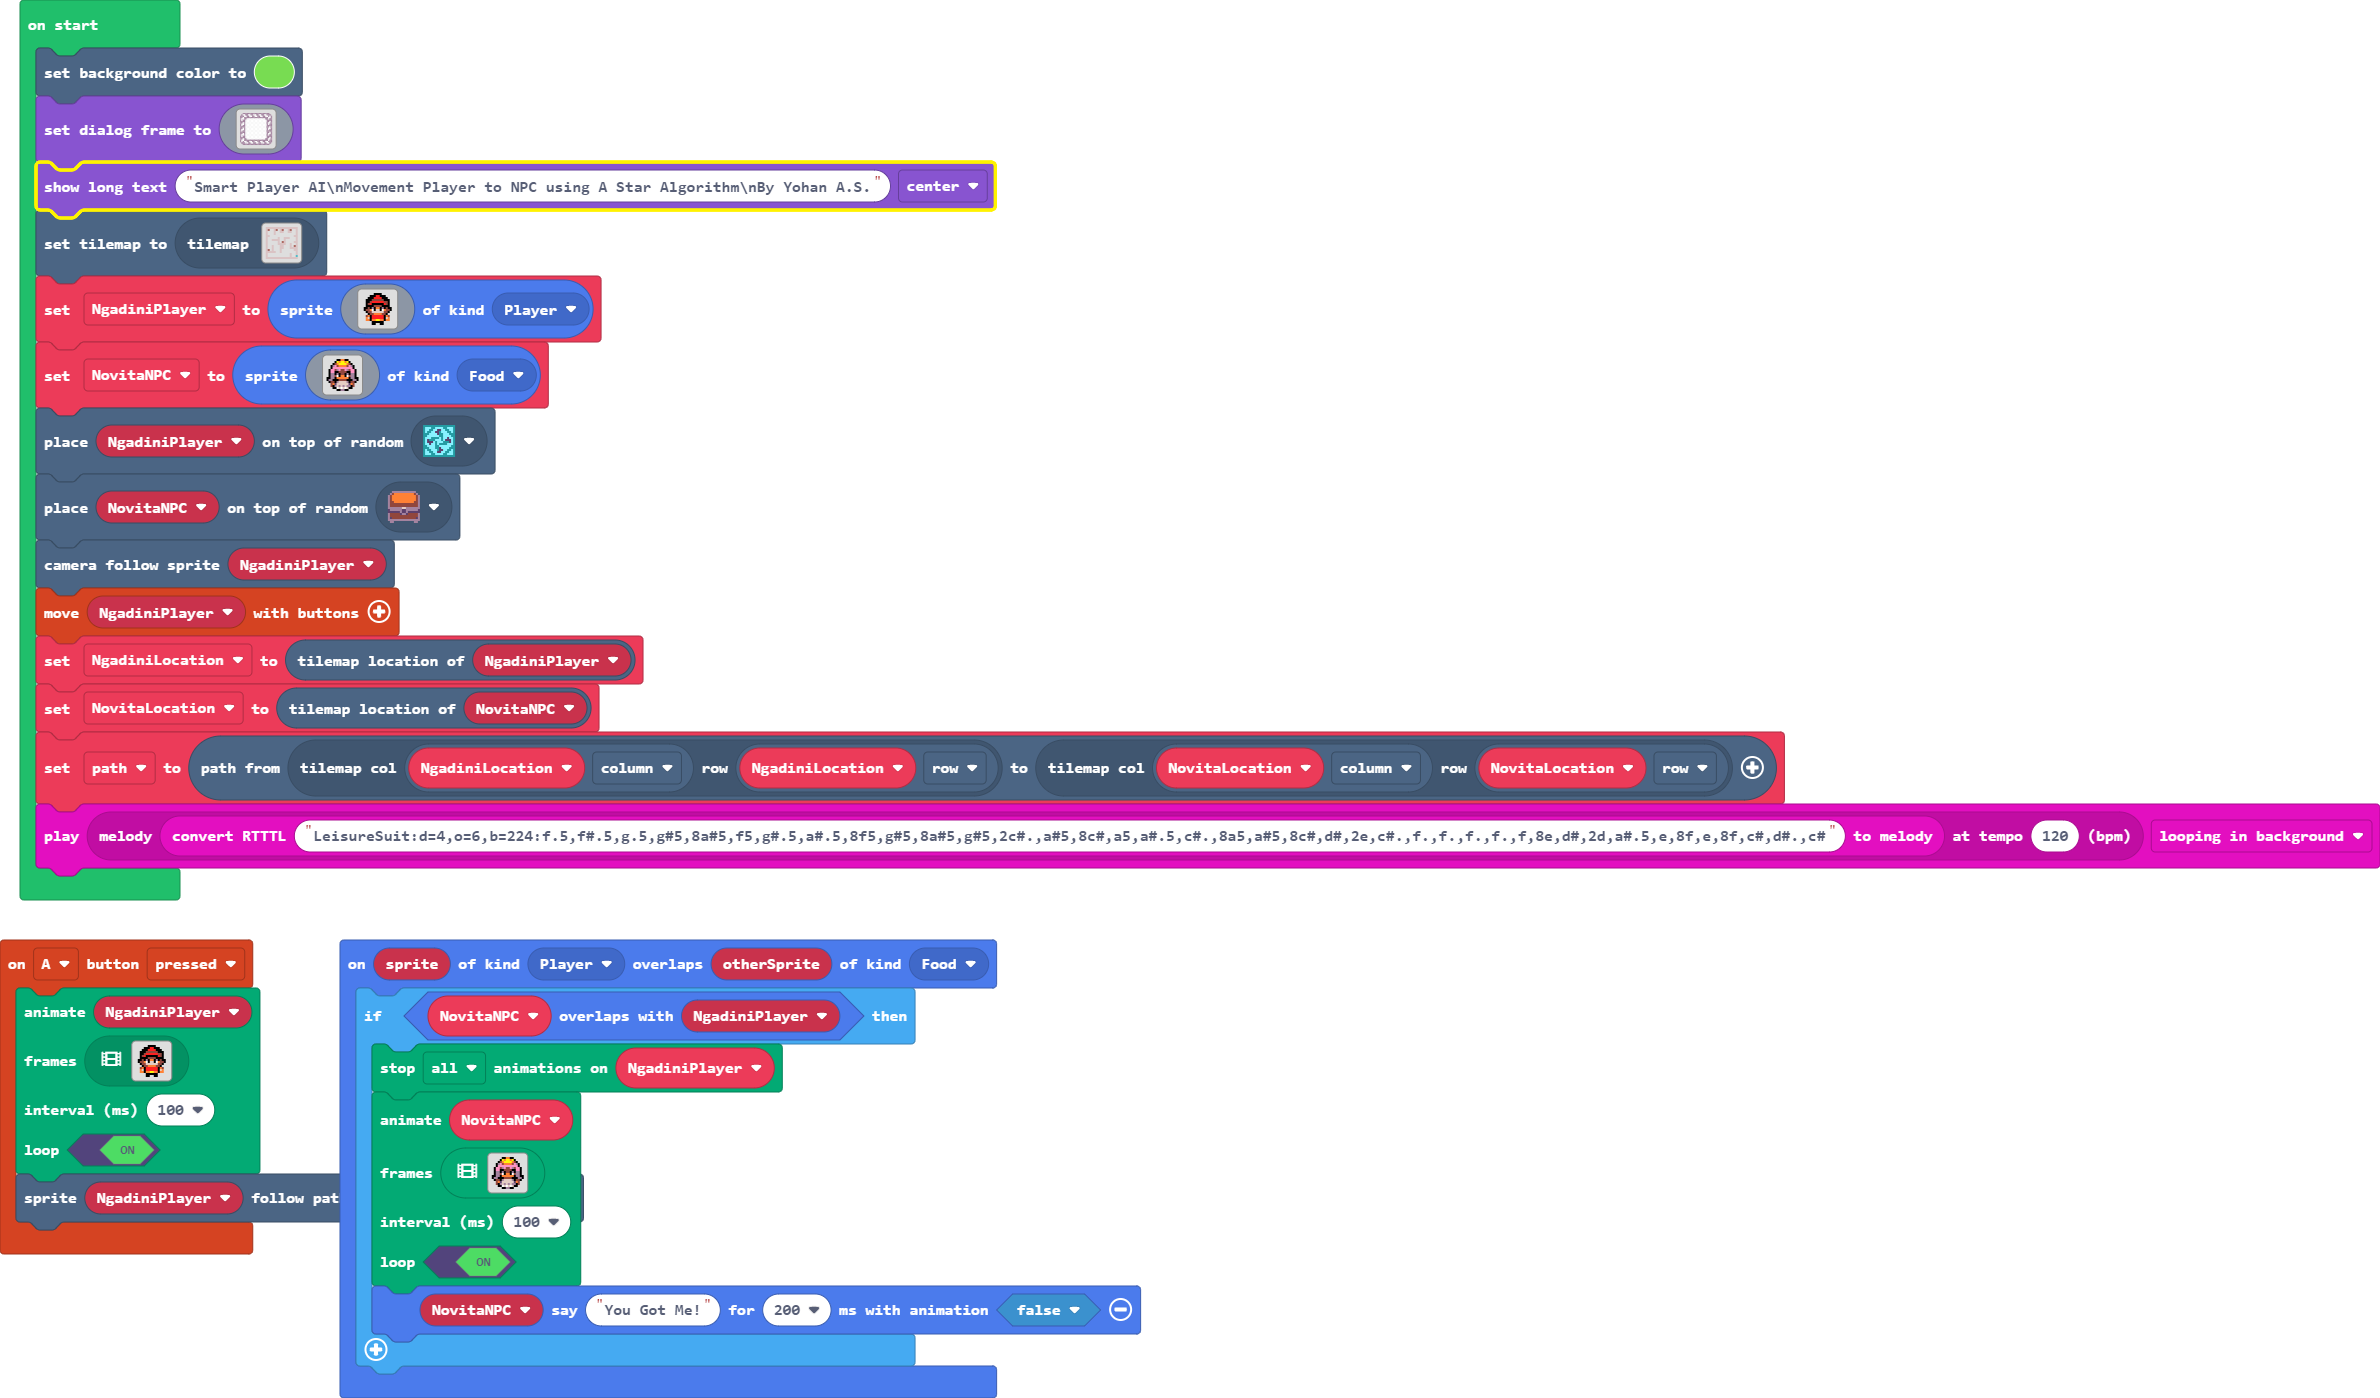 on start
set background color to
set dialog frame to
show long text "Smart Player AI\nMovement Player to NPC using A Star Algorithm\nBy Yohan A.S." center
set tilemap to tilemap
set NgadiniPlayer to sprite of kind Player
set NovitaNPC to sprite of kind Food
place NgadiniPlayer on top of random
place NovitaNPC on top of random
camera follow sprite NgadiniPlayer
move NgadiniPlayer with buttons
set NgadiniLocation to tilemap location of NgadiniPlayer
set NovitaLocation to tilemap location of NovitaNPC
set path to path from tilemap col NgadiniLocation column row NgadiniLocation row to tilemap col NovitaLocation column row NovitaLocation row
play melody convert RTTTL "LeisureSuit:d=4,o=6,b=224:f.5,f#.5,g.5,g#5,8a#5,f5,g#.5,a#.5,8f5,g#5,8a#5,g#5,2c#.,a#5,8c#,a5,a#.5,c#.,8a5,a#5,8c#,d#,2e,c#.,f.,f.,f.,f.,f,8e,d#,2d,a#.5,e,8f,e,8f,c#,d#.,c#" to melody at tempo 120 (bpm) looping in background
on A button pressed
animate NgadiniPlayer
frames
interval (ms) 100
loop ON
sprite NgadiniPlayer follow pat
on sprite of kind Player overlaps otherSprite of kind Food
if NovitaNPC overlaps with NgadiniPlayer then
stop all animations on NgadiniPlayer
animate NovitaNPC
frames
interval (ms) 100
loop ON
NovitaNPC say "You Got Me!" for 200 ms with animation false